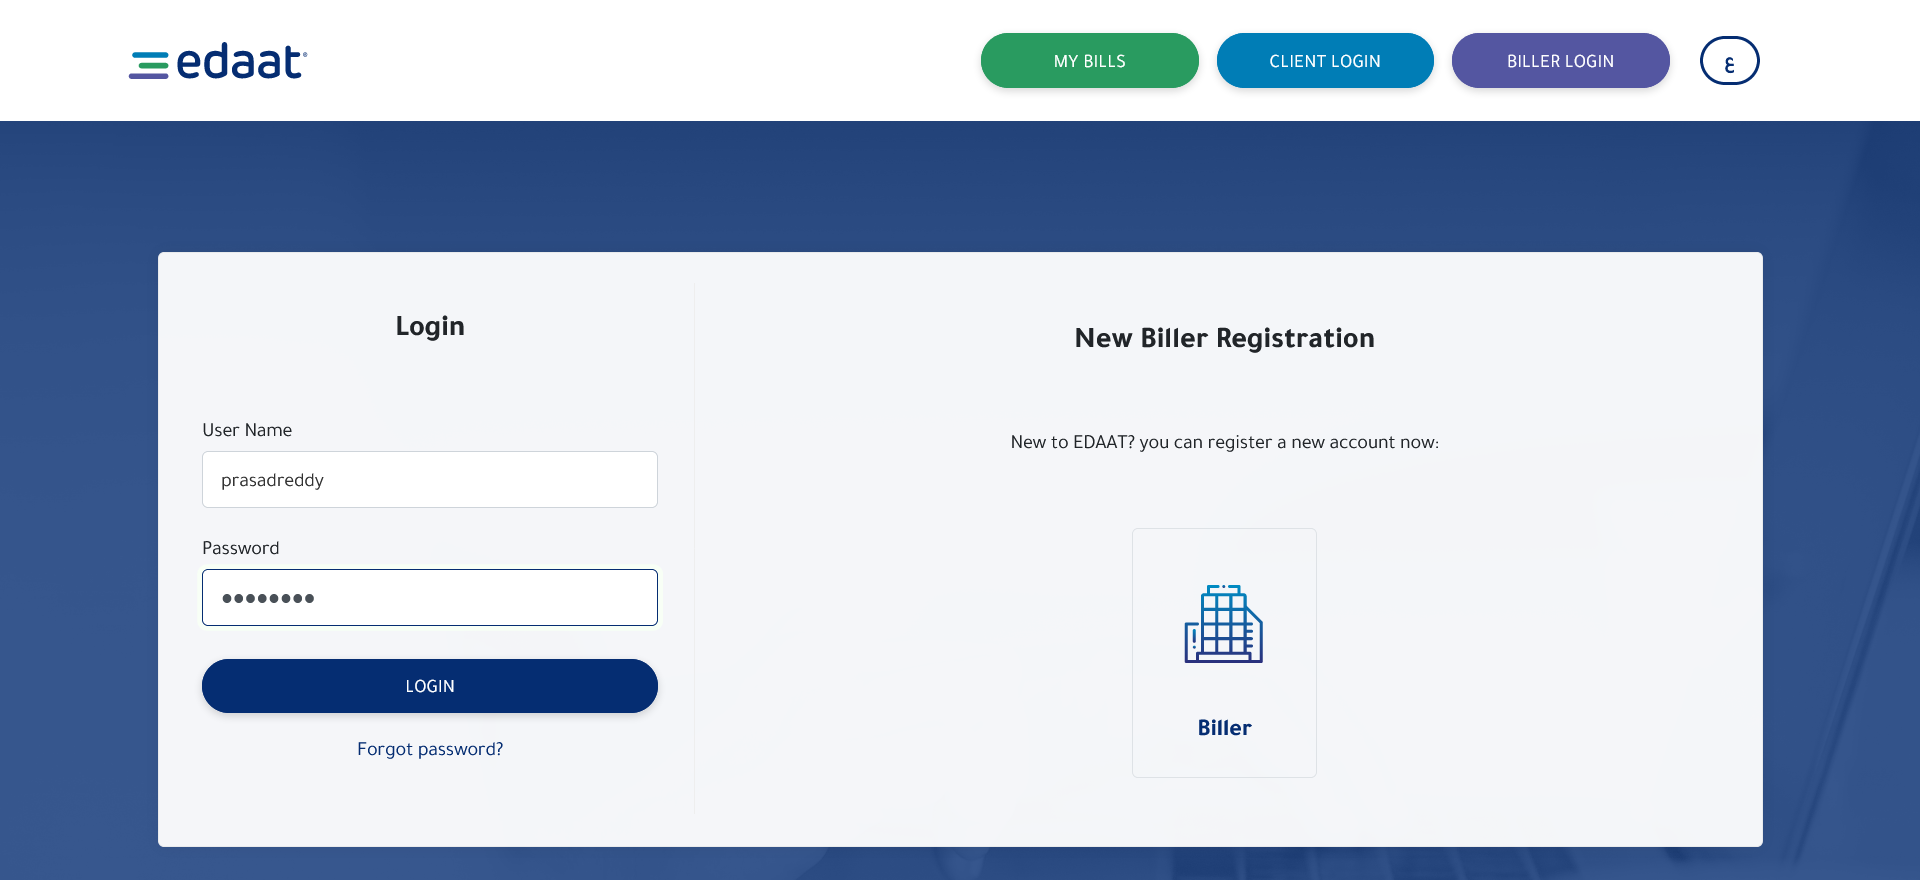 edaat
MY BILLS
CLIENT LOGIN
BILLER LOGIN
ع
Login
User Name
prasadreddy
Password
●●●●●●●●
LOGIN
Forgot password?
New Biller Registration
New to EDAAT? you can register a new account now:
Biller